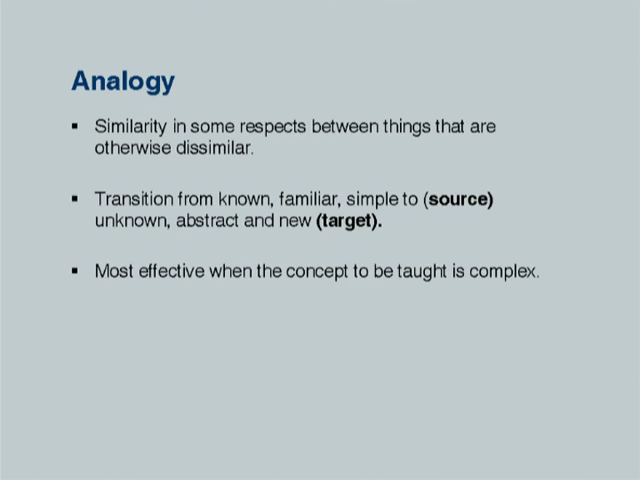 Analogy
▪ Similarity in some respects between things that are
otherwise dissimilar.
▪ Transition from known, familiar, simple to (source)
unknown, abstract and new (target).
▪ Most effective when the concept to be taught is complex.